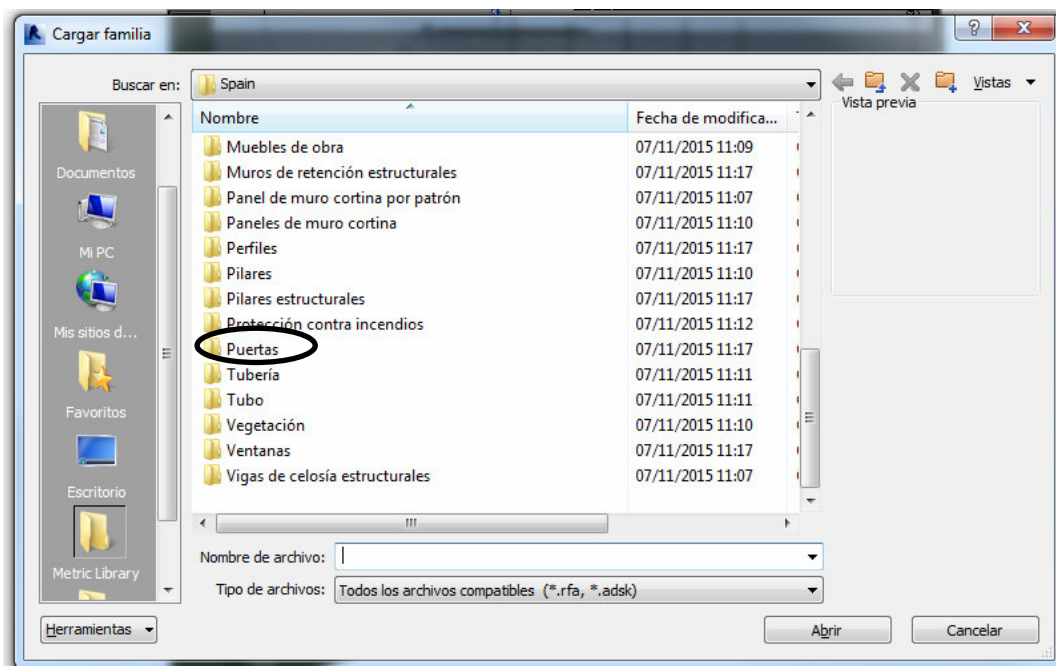 Cargar familia
Buscar en: Spain Vistas
Nombre Fecha de modifica... Vista previa
Muebles de obra 07/11/2015 11:09
Muros de retención estructurales 07/11/2015 11:17
Panel de muro cortina por patrón 07/11/2015 11:07
Paneles de muro cortina 07/11/2015 11:10
Perfiles 07/11/2015 11:17
Pilares 07/11/2015 11:10
Pilares estructurales 07/11/2015 11:17
Protección contra incendios 07/11/2015 11:12
Puertas 07/11/2015 11:17
Tubería 07/11/2015 11:11
Tubo 07/11/2015 11:11
Vegetación 07/11/2015 11:10
Ventanas 07/11/2015 11:17
Vigas de celosía estructurales 07/11/2015 11:07
Documentos
Mi PC
Mis sitios d...
Favoritos
Escritorio
Metric Library
Nombre de archivo:
Tipo de archivos: Todos los archivos compatibles (*.rfa, *.adsk)
Herramientas Abrir Cancelar